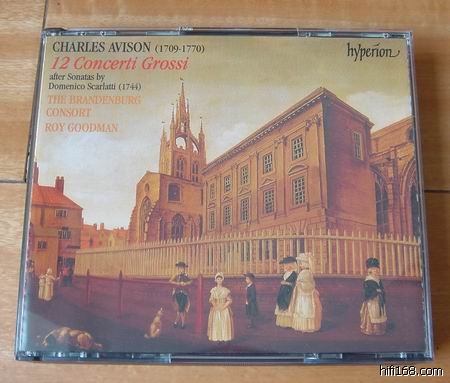 CHARLES AVISON (1709-1770)
12 Concerti Grossi
after Sonatas by
Domenico Scarlatti (1744)
THE BRANDENBURG
CONSORT
ROY GOODMAN
hyperion
hifi168.com